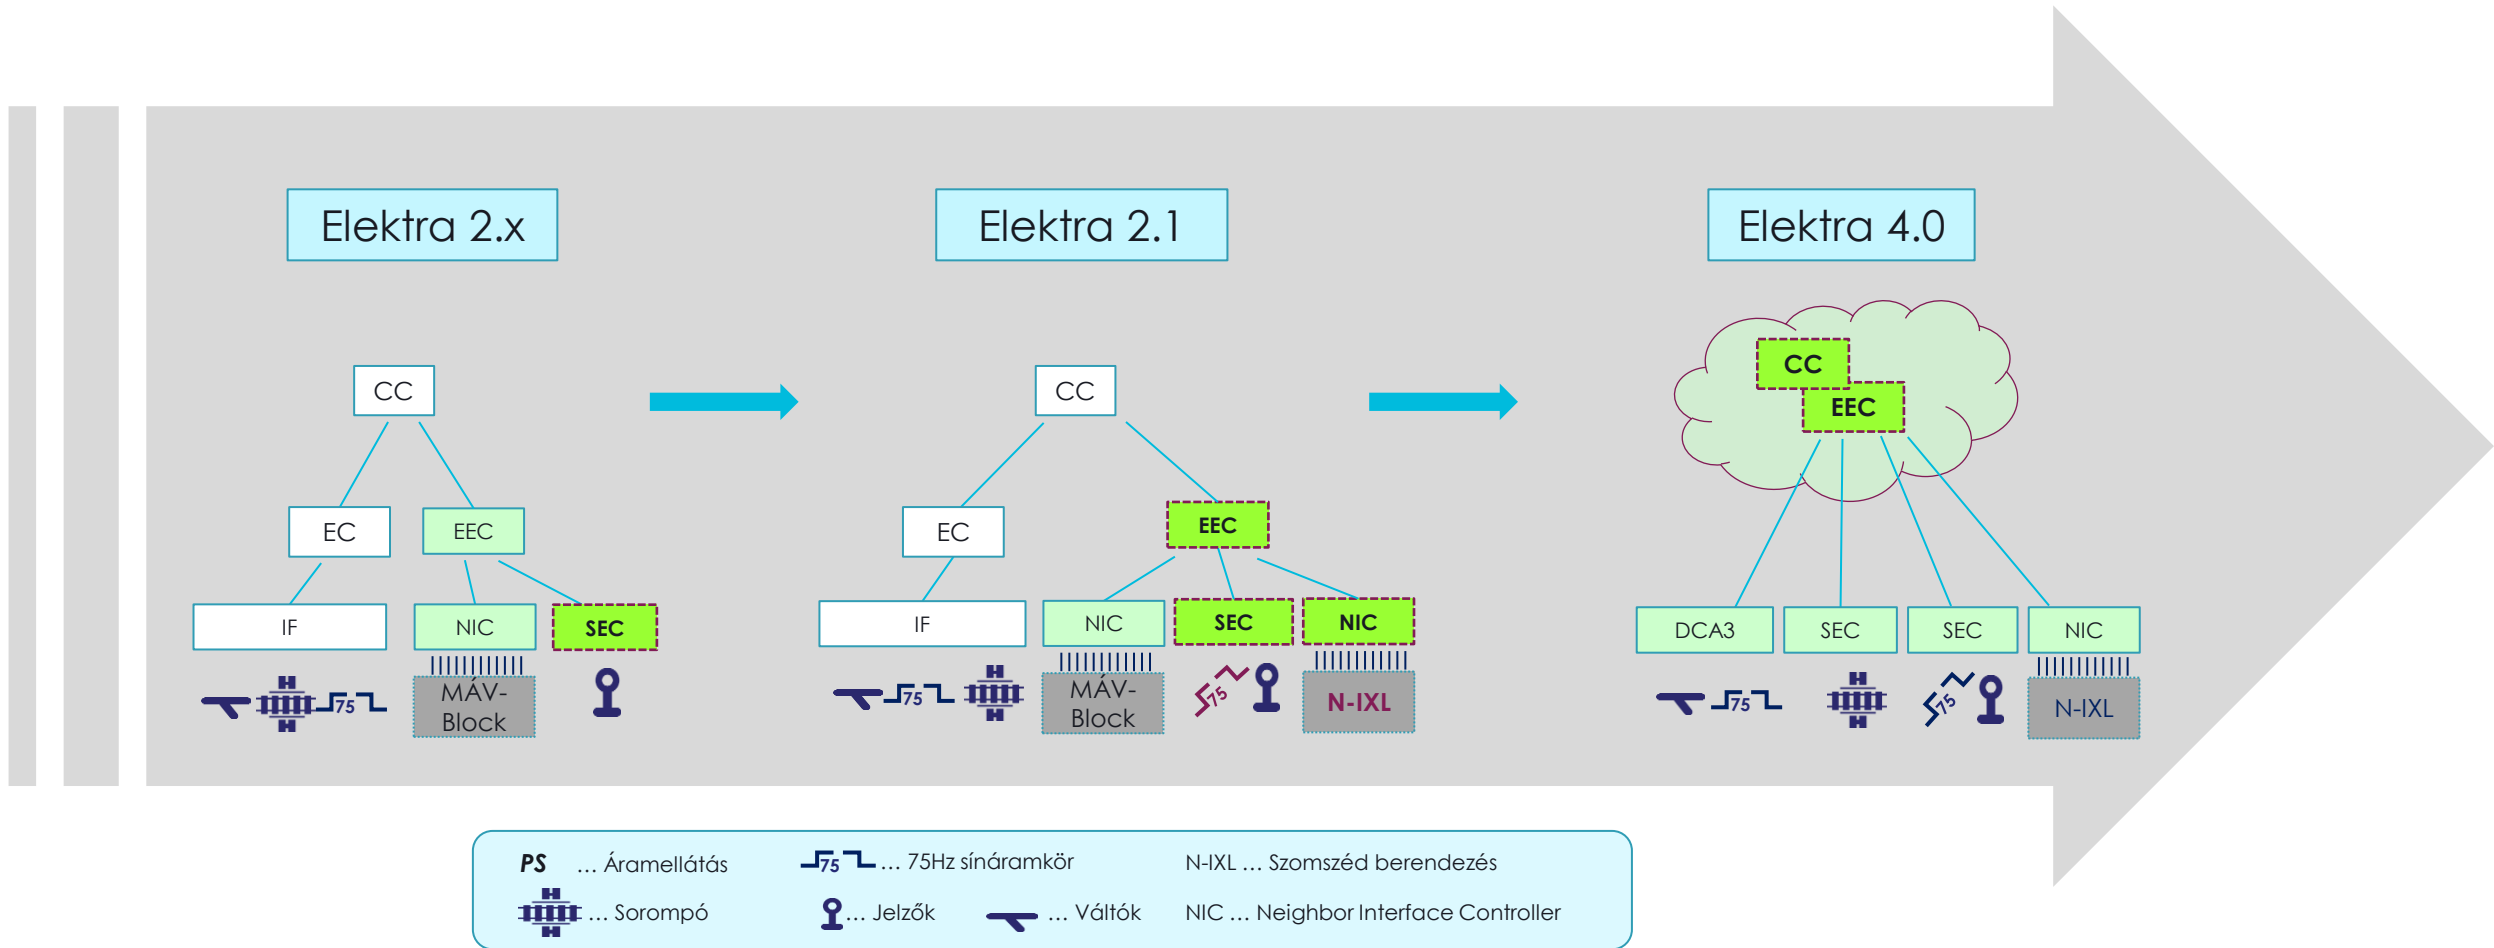 Elektra 2.x
Elektra 2.1
Elektra 4.0
CC
EC
EEC
IF
NIC
SEC
75
MÁV-
Block
CC
EC
EEC
IF
NIC
SEC
NIC
75
MÁV-
Block
75
N-IXL
CC
EEC
DCA3
SEC
SEC
NIC
75
75
N-IXL
PS ... Áramellátás
75 ... 75Hz sínáramkör
N-IXL ... Szomszéd berendezés
... Sorompó
... Jelzők
... Váltók
NIC ... Neighbor Interface Controller